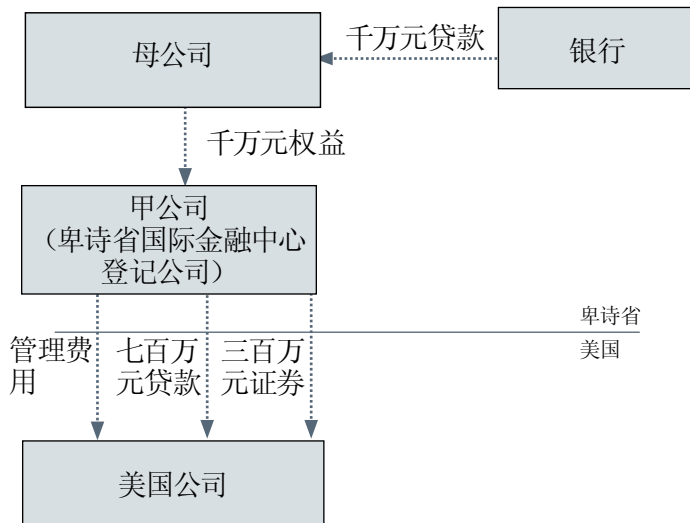 千万元贷款
母公司
银行
千万元权益
甲公司
（卑诗省国际金融中心
登记公司）
卑诗省
管理费
用
七百万
元贷款
三百万
元证券
美国
美国公司